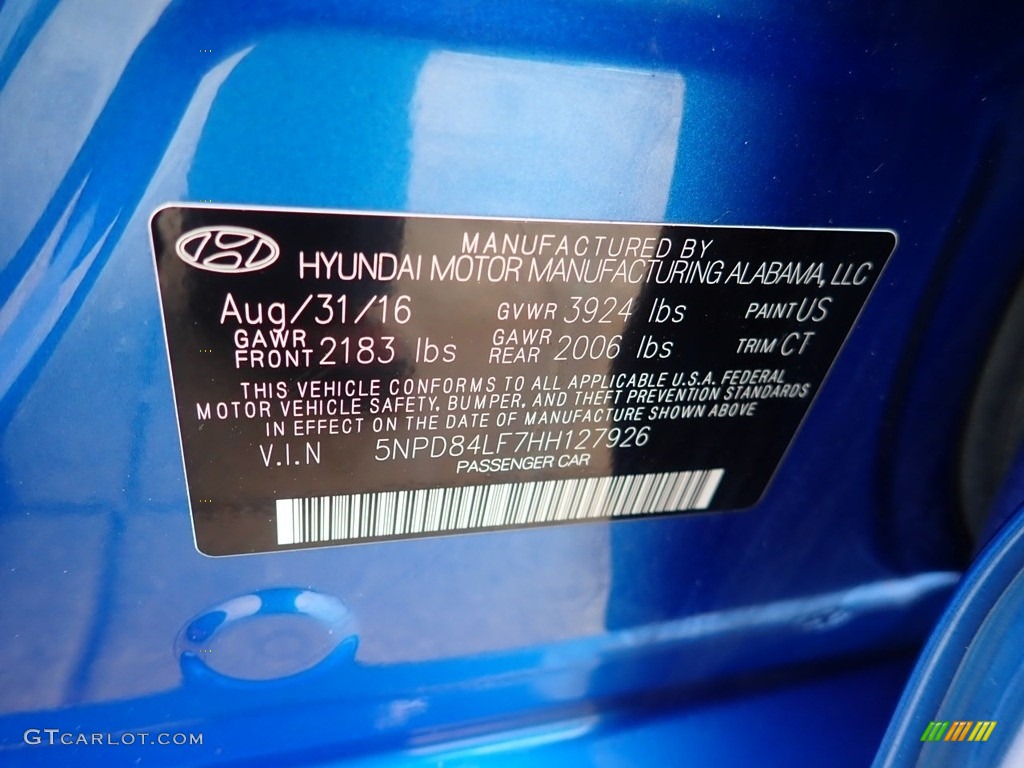 MANUFACTURED BY
HYUNDAI MOTOR MANUFACTURING ALABAMA, LLC
Aug/31/16 GVWR 3924 lbs PAINT US
GAWR FRONT 2183 lbs GAWR REAR 2006 lbs TRIM CT
THIS VEHICLE CONFORMS TO ALL APPLICABLE U.S.A. FEDERAL
MOTOR VEHICLE SAFETY, BUMPER, AND THEFT PREVENTION STANDARDS
IN EFFECT ON THE DATE OF MANUFACTURE SHOWN ABOVE
V.I.N 5NPD84LF7HH127926
PASSENGER CAR
GTCARLOT.COM